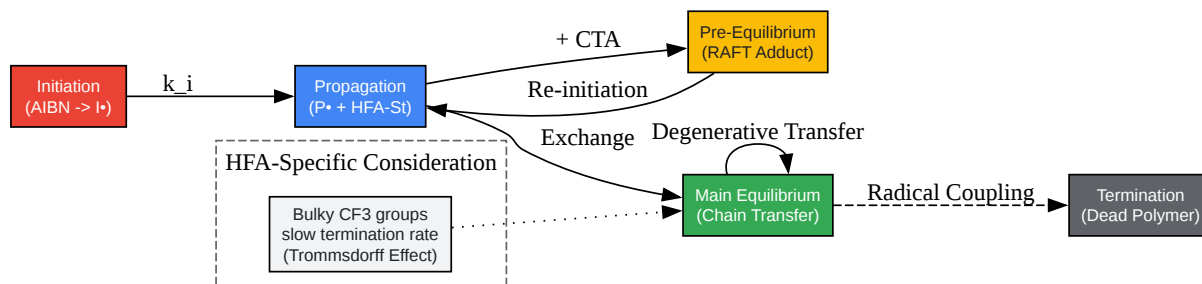 Initiation
(AIBN -> I•)
k_i
Propagation
(P• + HFA-St)
+ CTA
Pre-Equilibrium
(RAFT Adduct)
Re-initiation
Exchange
Degenerative Transfer
Main Equilibrium
(Chain Transfer)
Radical Coupling
Termination
(Dead Polymer)
HFA-Specific Consideration
Bulky CF3 groups
slow termination rate
(Trommsdorff Effect)